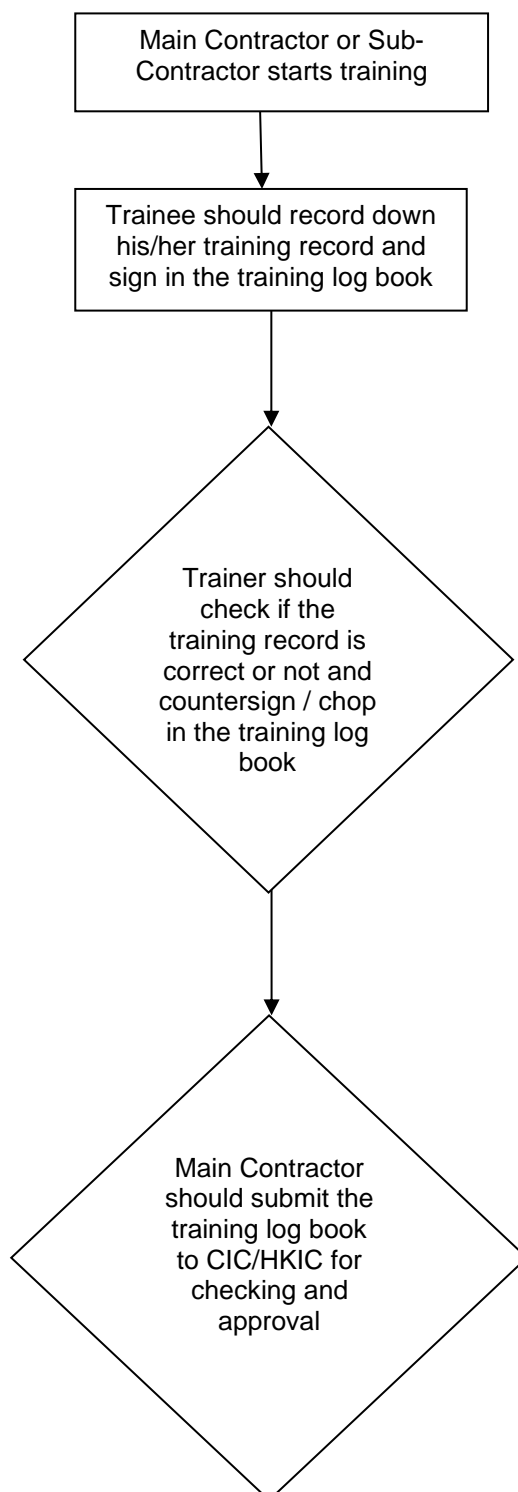 Main Contractor or Sub-
Contractor starts training
Trainee should record down
his/her training record and
sign in the training log book
Trainer should
check if the
training record is
correct or not and
countersign / chop
in the training log
book
Main Contractor
should submit the
training log book
to CIC/HKIC for
checking and
approval